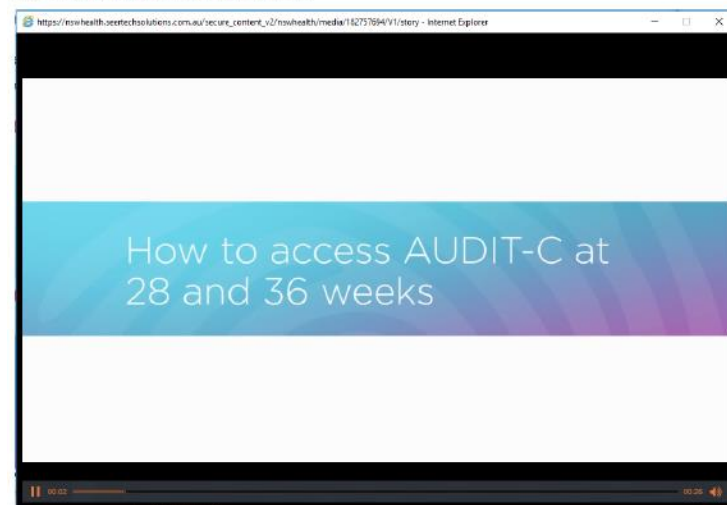 https://nswhealth.seertechsolutions.com.au/secure_content_v2/nswhealth/media/182757694/V1/story - Internet Explorer
How to access AUDIT-C at
28 and 36 weeks
00:02
00:26